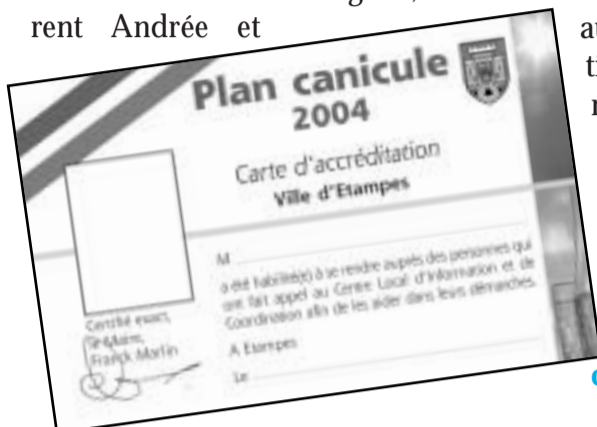 rent Andrée et
Plan canicule
2004
Carte d'accréditation
Ville d'Etampes
M
a été habilité(e) à se rendre auprès des personnes qui
ont fait appel au Centre Local d'Information et de
Coordination afin de les aider dans leurs démarches.
Certifié exact,
Franck Marlin
A Etampes
Le